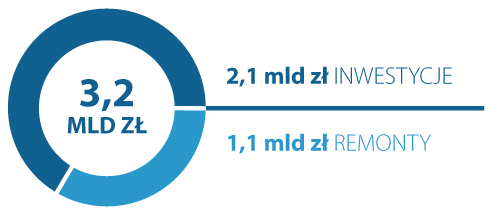 3,2
MLD ZŁ
2,1 mld zł INWESTYCJE
1,1 mld zł REMONTY